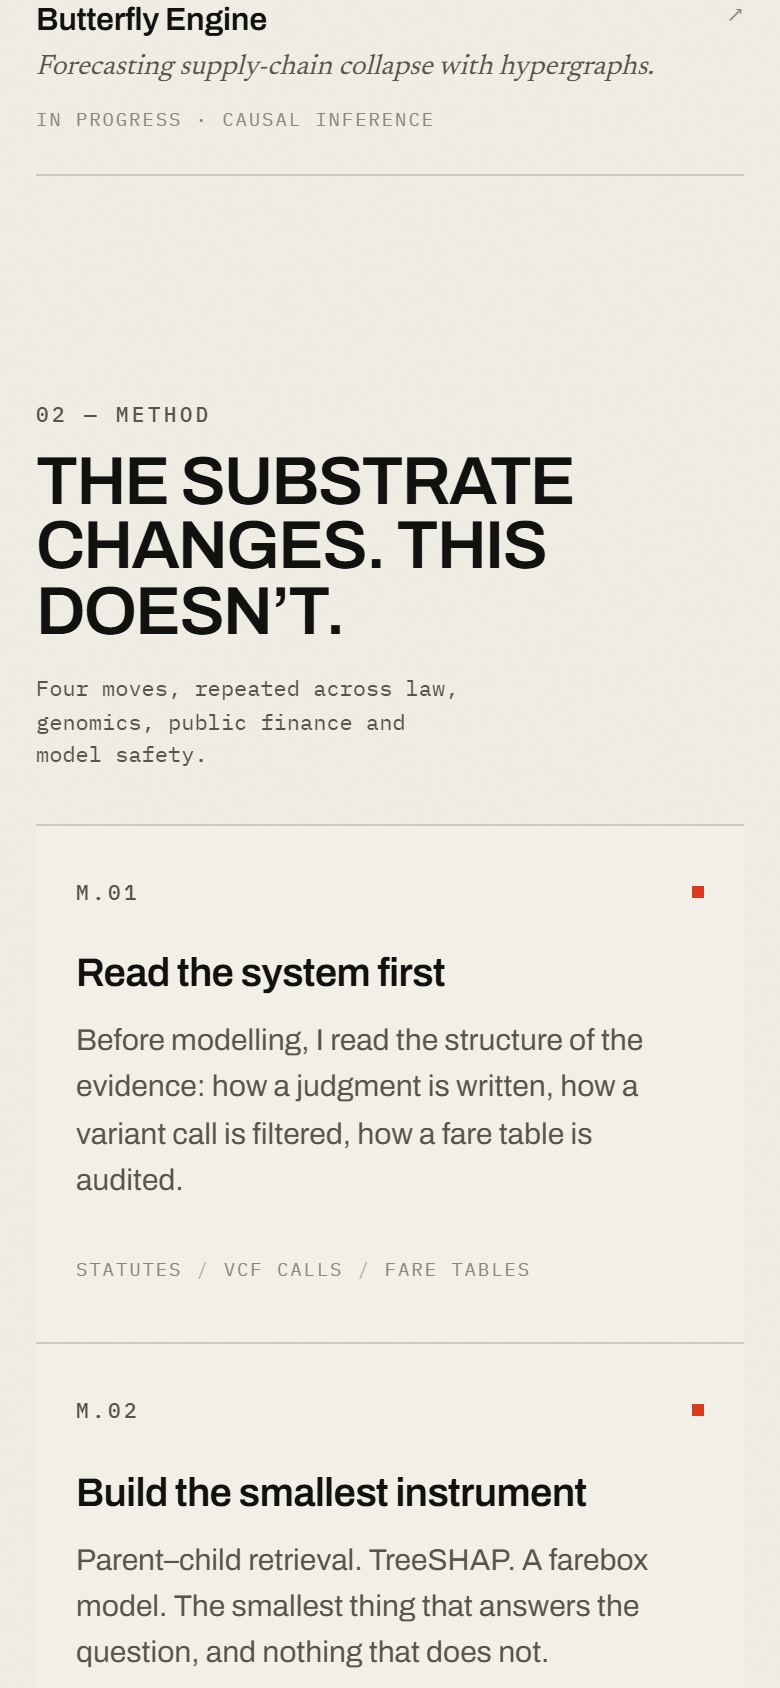 Butterfly Engine ↗
Forecasting supply-chain collapse with hypergraphs.
IN PROGRESS · CAUSAL INFERENCE
02 — METHOD
THE SUBSTRATE
CHANGES. THIS
DOESN’T.
Four moves, repeated across law,
genomics, public finance and
model safety.
M.01
Read the system first
Before modelling, I read the structure of the
evidence: how a judgment is written, how a
variant call is filtered, how a fare table is
audited.
STATUTES / VCF CALLS / FARE TABLES
M.02
Build the smallest instrument
Parent–child retrieval. TreeSHAP. A farebox
model. The smallest thing that answers the
question, and nothing that does not.